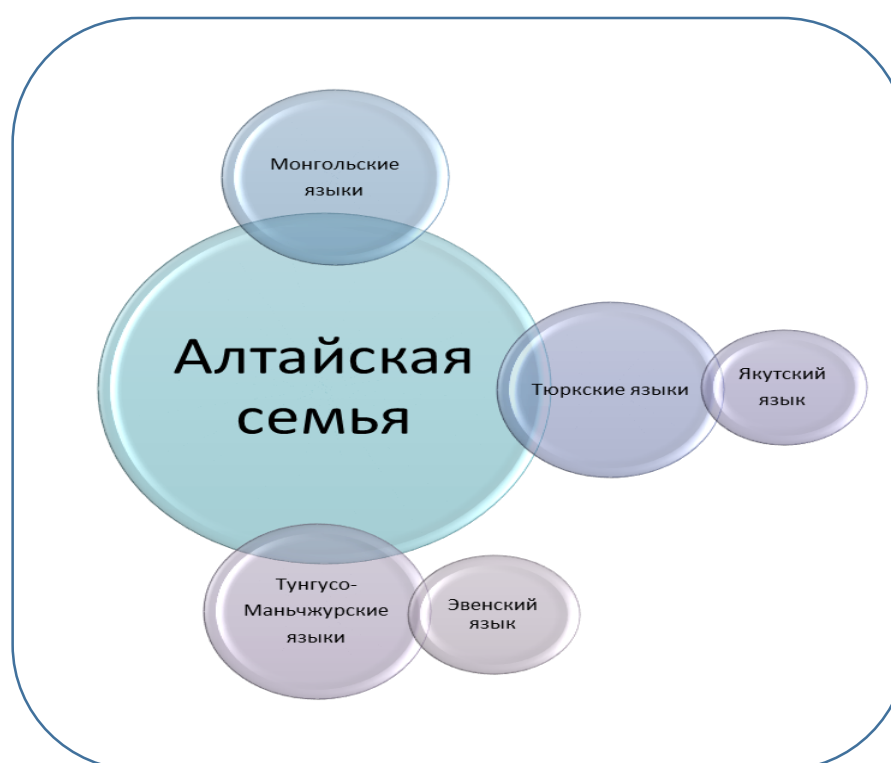 Монгольские
языки
Алтайская
семья
Тюркские языки
Якутский
язык
Тунгусо-
Маньчжурские
языки
Эвенский
язык